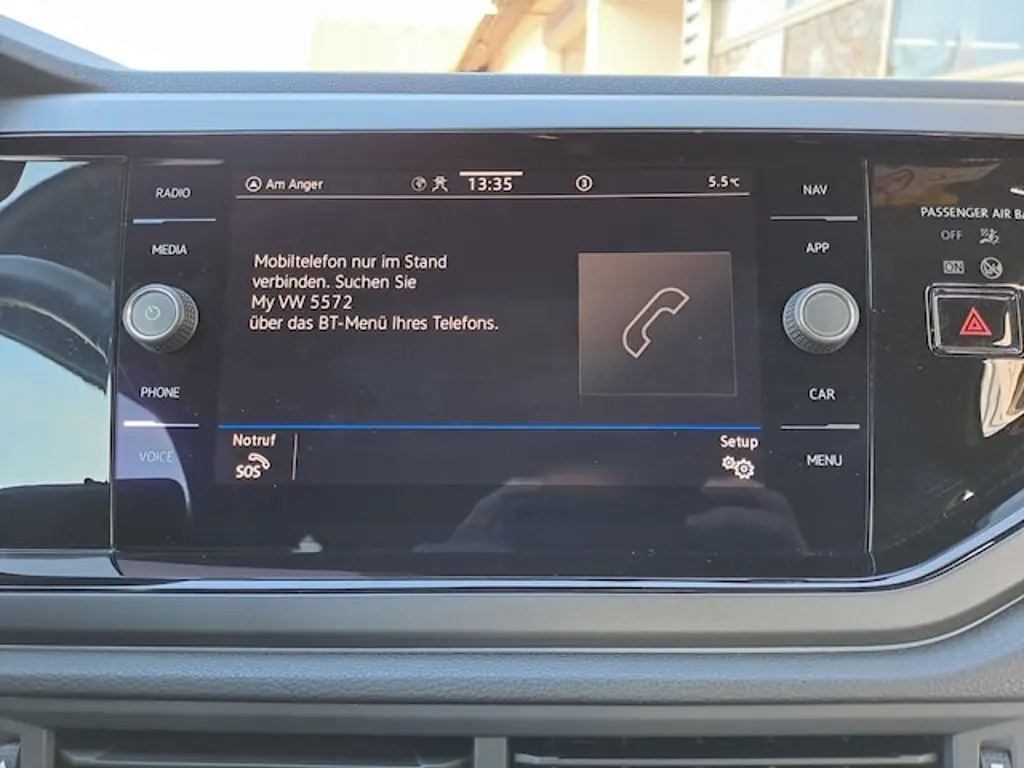 RADIO
MEDIA
PHONE
VOICE
Am Anger
13:35
3
5.5°C
Mobiltelefon nur im Stand
verbinden. Suchen Sie
My VW 5572
über das BT-Menü Ihres Telefons.
Notruf
SOS
Setup
NAV
APP
CAR
MENU
PASSENGER AIR BA
OFF
ON